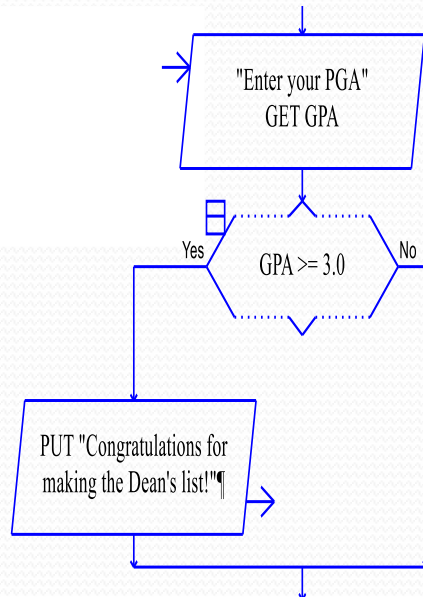 "Enter your PGA"
GET GPA
Yes
GPA >= 3.0
No
PUT "Congratulations for
making the Dean's list!"¶